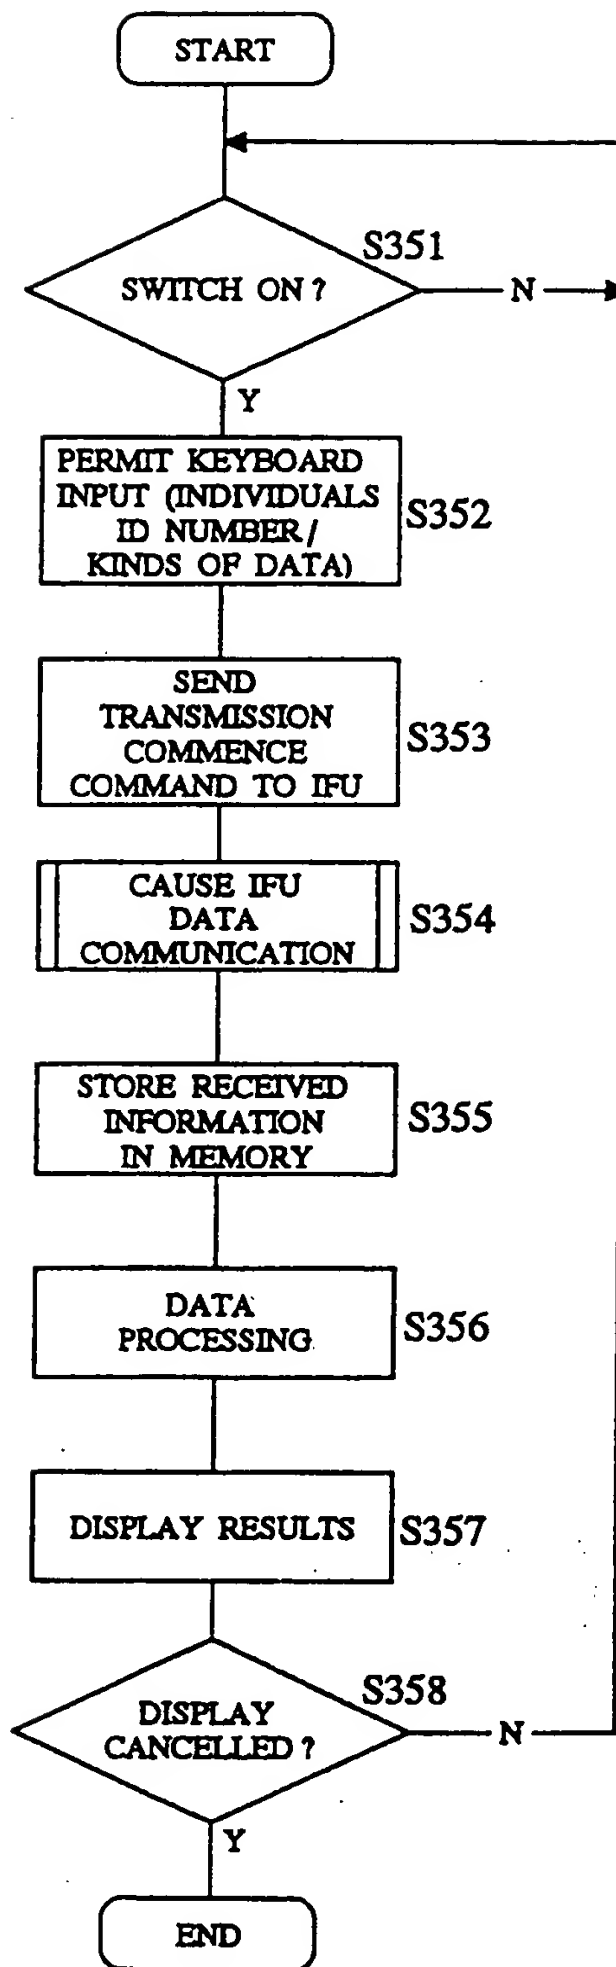 START
S351
SWITCH ON ?
N
Y
PERMIT KEYBOARD
INPUT (INDIVIDUALS
ID NUMBER /
KINDS OF DATA)
S352
SEND
TRANSMISSION
COMMENCE
COMMAND TO IFU
S353
CAUSE IFU
DATA
COMMUNICATION
S354
STORE RECEIVED
INFORMATION
IN MEMORY
S355
DATA
PROCESSING
S356
DISPLAY RESULTS
S357
S358
DISPLAY
CANCELLED ?
N
Y
END